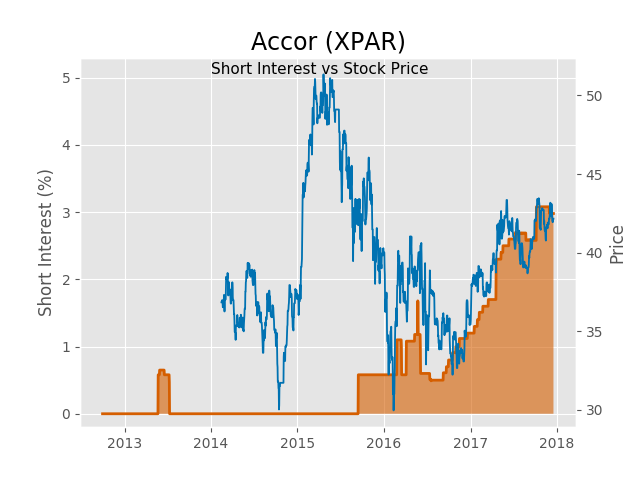 Accor (XPAR)
Short Interest vs Stock Price
5
4
3
2
1
0
Short Interest (%)
50
45
40
35
30
Price
2013 2014 2015 2016 2017 2018